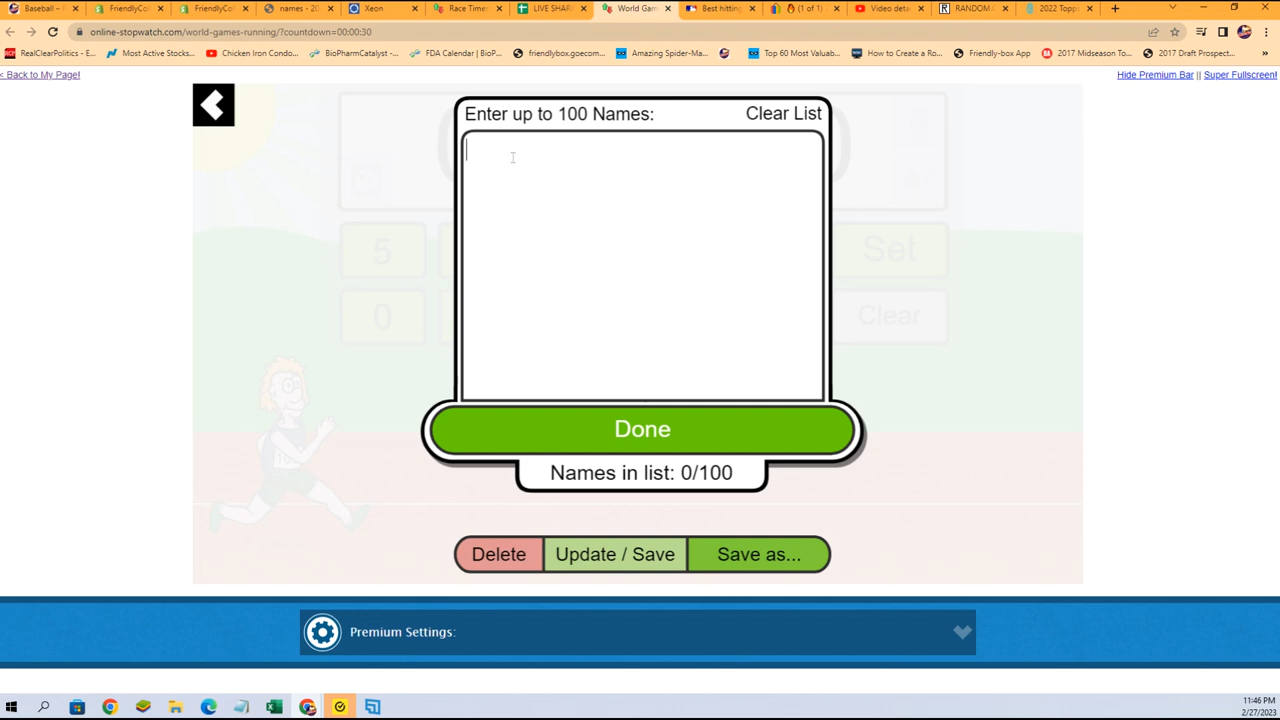 Baseball – F
FriendlyCo
FriendlyCo
names - 20
Xeon
Race Timer
LIVE SHAR
World Gam
Best hitting
(1 of 1)
Video deta
RANDOM.
2022 Topp
online-stopwatch.com/world-games-running/?countdown=00:00:30
RealClearPolitics - E...
Most Active Stocks...
Chicken Iron Condo...
BioPharmCatalyst -...
FDA Calendar | BioP...
friendlybox.goecom...
Amazing Spider-Ma...
Top 60 Most Valuab...
How to Create a Ro...
Friendly-box App
2017 Midseason To...
2017 Draft Prospect...
»
< Back to My Page!
Hide Premium Bar || Super Fullscreen!
Enter up to 100 Names:
Clear List
5
Set
0
Clear
Done
Names in list: 0/100
Delete
Update / Save
Save as...
Premium Settings:
11:46 PM
2/27/2023